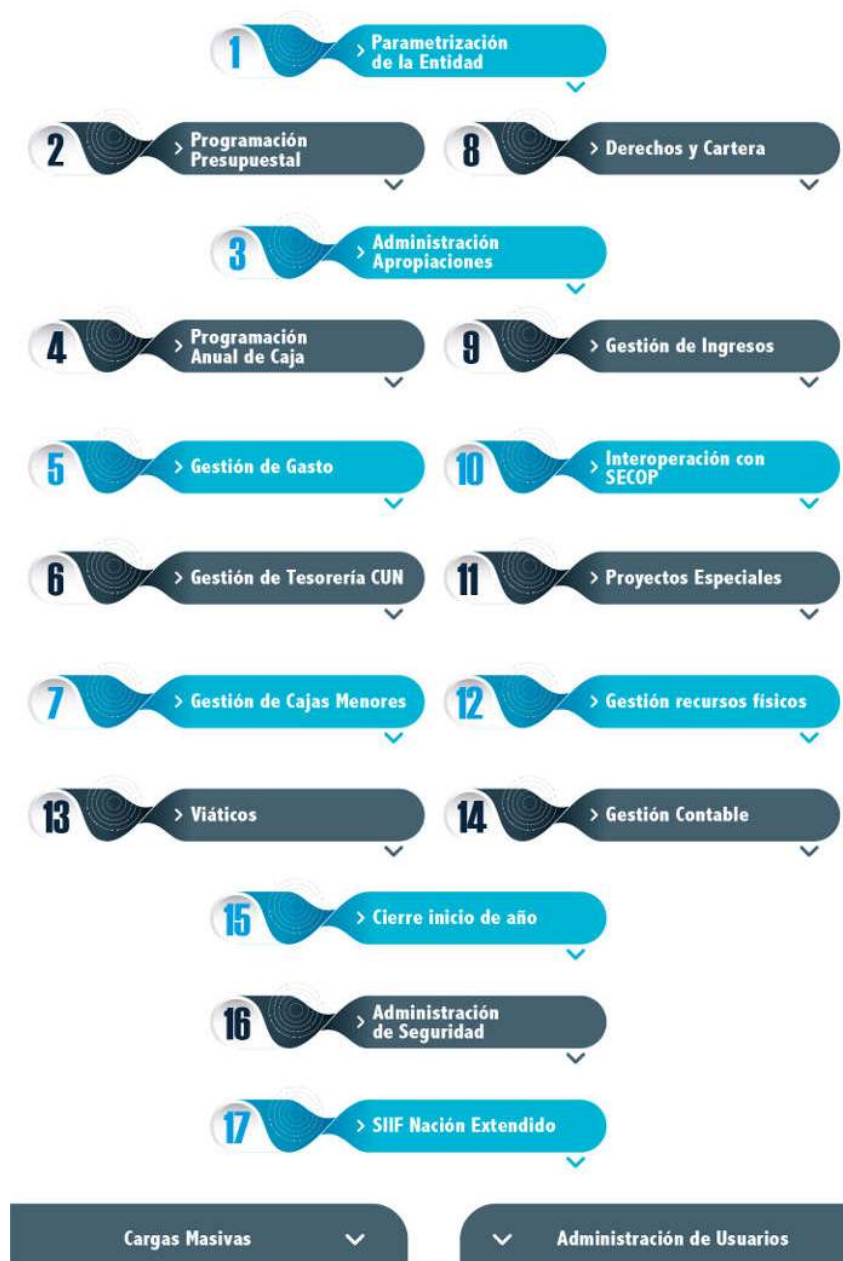 1
Parametrización
de la Entidad
2
Programación
Presupuestal
8
Derechos y Cartera
3
Administración
Apropiaciones
4
Programación
Anual de Caja
9
Gestión de Ingresos
5
Gestión de Gasto
10
Interoperación con
SECOP
6
Gestión de Tesorería CUN
11
Proyectos Especiales
7
Gestión de Cajas Menores
12
Gestión recursos físicos
13
Viáticos
14
Gestión Contable
15
Cierre inicio de año
16
Administración
de Seguridad
17
SIIF Nación Extendido
Cargas Masivas
Administración de Usuarios